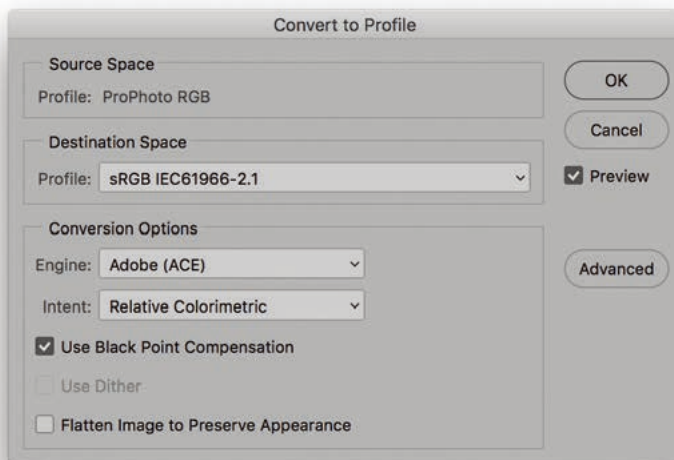 Convert to Profile
Source Space
Profile: ProPhoto RGB
OK
Cancel
Destination Space
Profile: sRGB IEC61966-2.1
Preview
Conversion Options
Engine: Adobe (ACE)
Advanced
Intent: Relative Colorimetric
Use Black Point Compensation
Use Dither
Flatten Image to Preserve Appearance